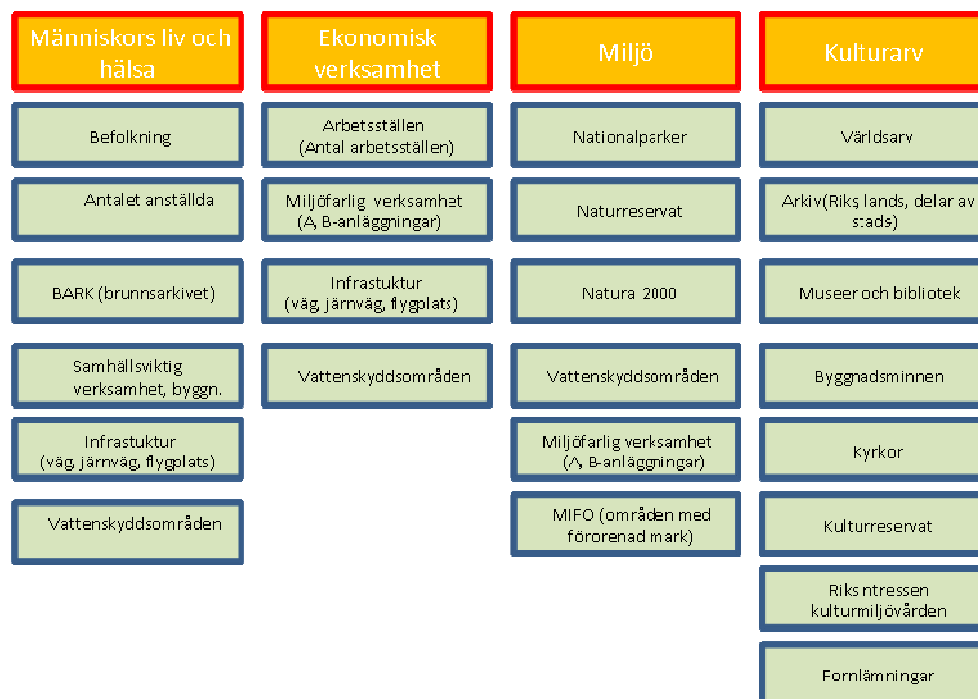 Människors liv och
hälsa
Befolkning
Antalet anställda
BARK (brunnsarkivet)
Samhällsviktig
verksamhet, byggn.
Infrastuktur
(väg, järnväg, flygplats)
Vattenskyddsområden
Ekonomisk
verksamhet
Arbetsställen
(Antal arbetsställen)
Miljöfarlig verksamhet
(A, B-anläggningar)
Infrastuktur
(väg, järnväg, flygplats)
Vattenskyddsområden
Miljö
Nationalparker
Naturreservat
Natura 2000
Vattenskyddsområden
Miljöfarlig verksamhet
(A, B-anläggningar)
MIFO (områden med
förorenad mark)
Kulturarv
Världsarv
Arkiv(Riks, lands, delar av
stads-)
Museer och bibliotek
Byggnadsminnen
Kyrkor
Kulturreservat
Riksintressen
kulturmiljövården
Fornlämningar